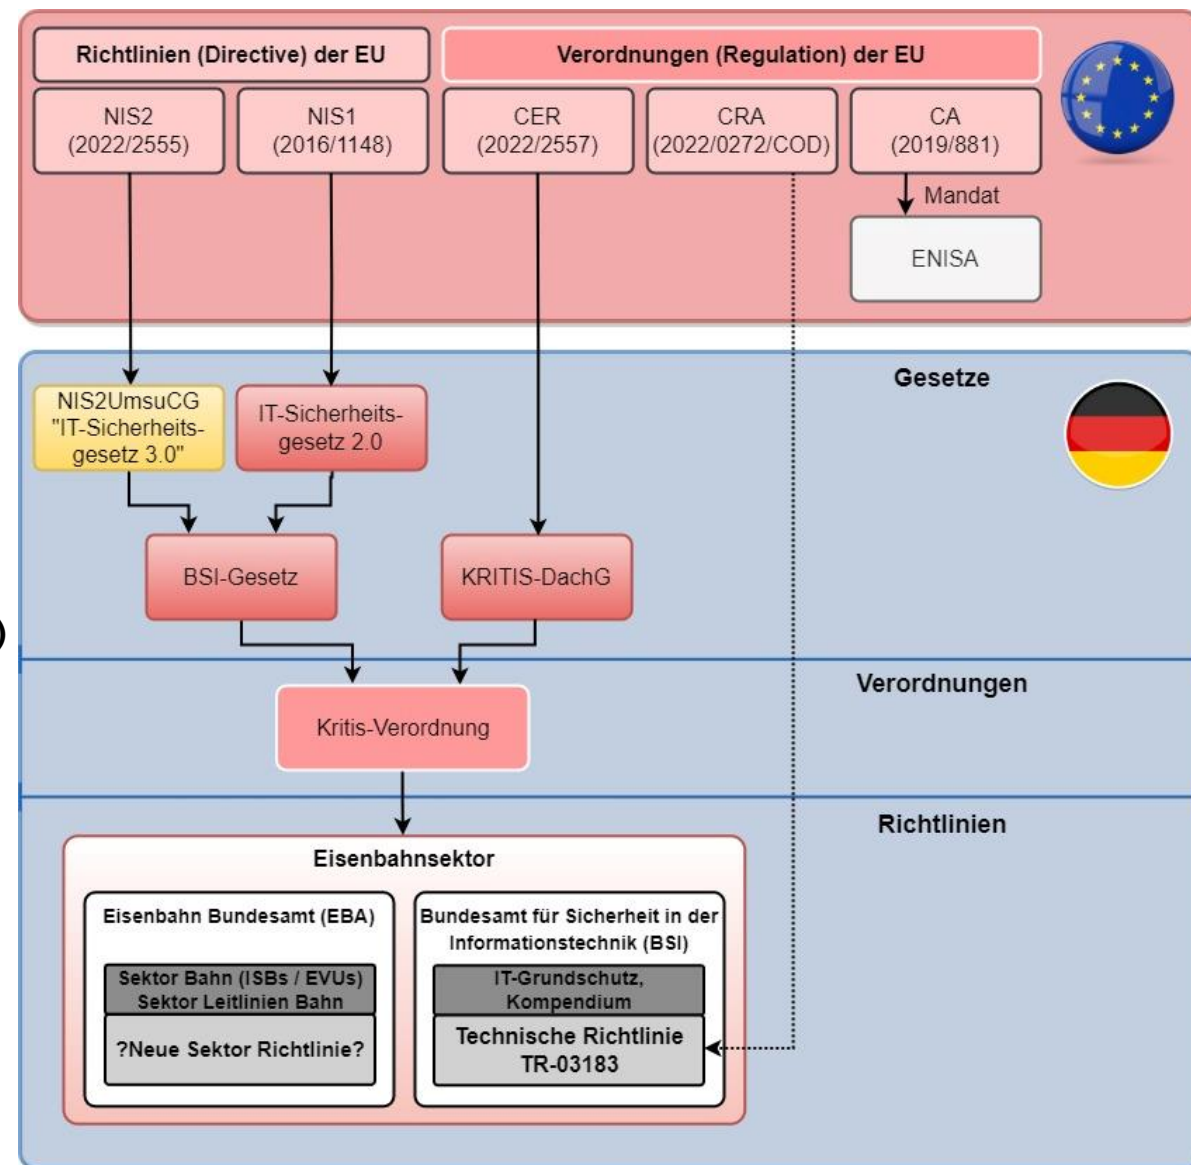 Richtlinien (Directive) der EU
Verordnungen (Regulation) der EU
NIS2
(2022/2555)
NIS1
(2016/1148)
CER
(2022/2557)
CRA
(2022/0272/COD)
CA
(2019/881)
Mandat
ENISA
Gesetze
NIS2UmsuCG
"IT-Sicherheits-
gesetz 3.0"
IT-Sicherheits-
gesetz 2.0
BSI-Gesetz
KRITIS-DachG
)
Verordnungen
Kritis-Verordnung
Richtlinien
Eisenbahnsektor
Eisenbahn Bundesamt (EBA)
Sektor Bahn (ISBs / EVUs)
Sektor Leitlinien Bahn
?Neue Sektor Richtlinie?
Bundesamt für Sicherheit in der
Informationstechnik (BSI)
IT-Grundschutz,
Kompendium
Technische Richtlinie
TR-03183